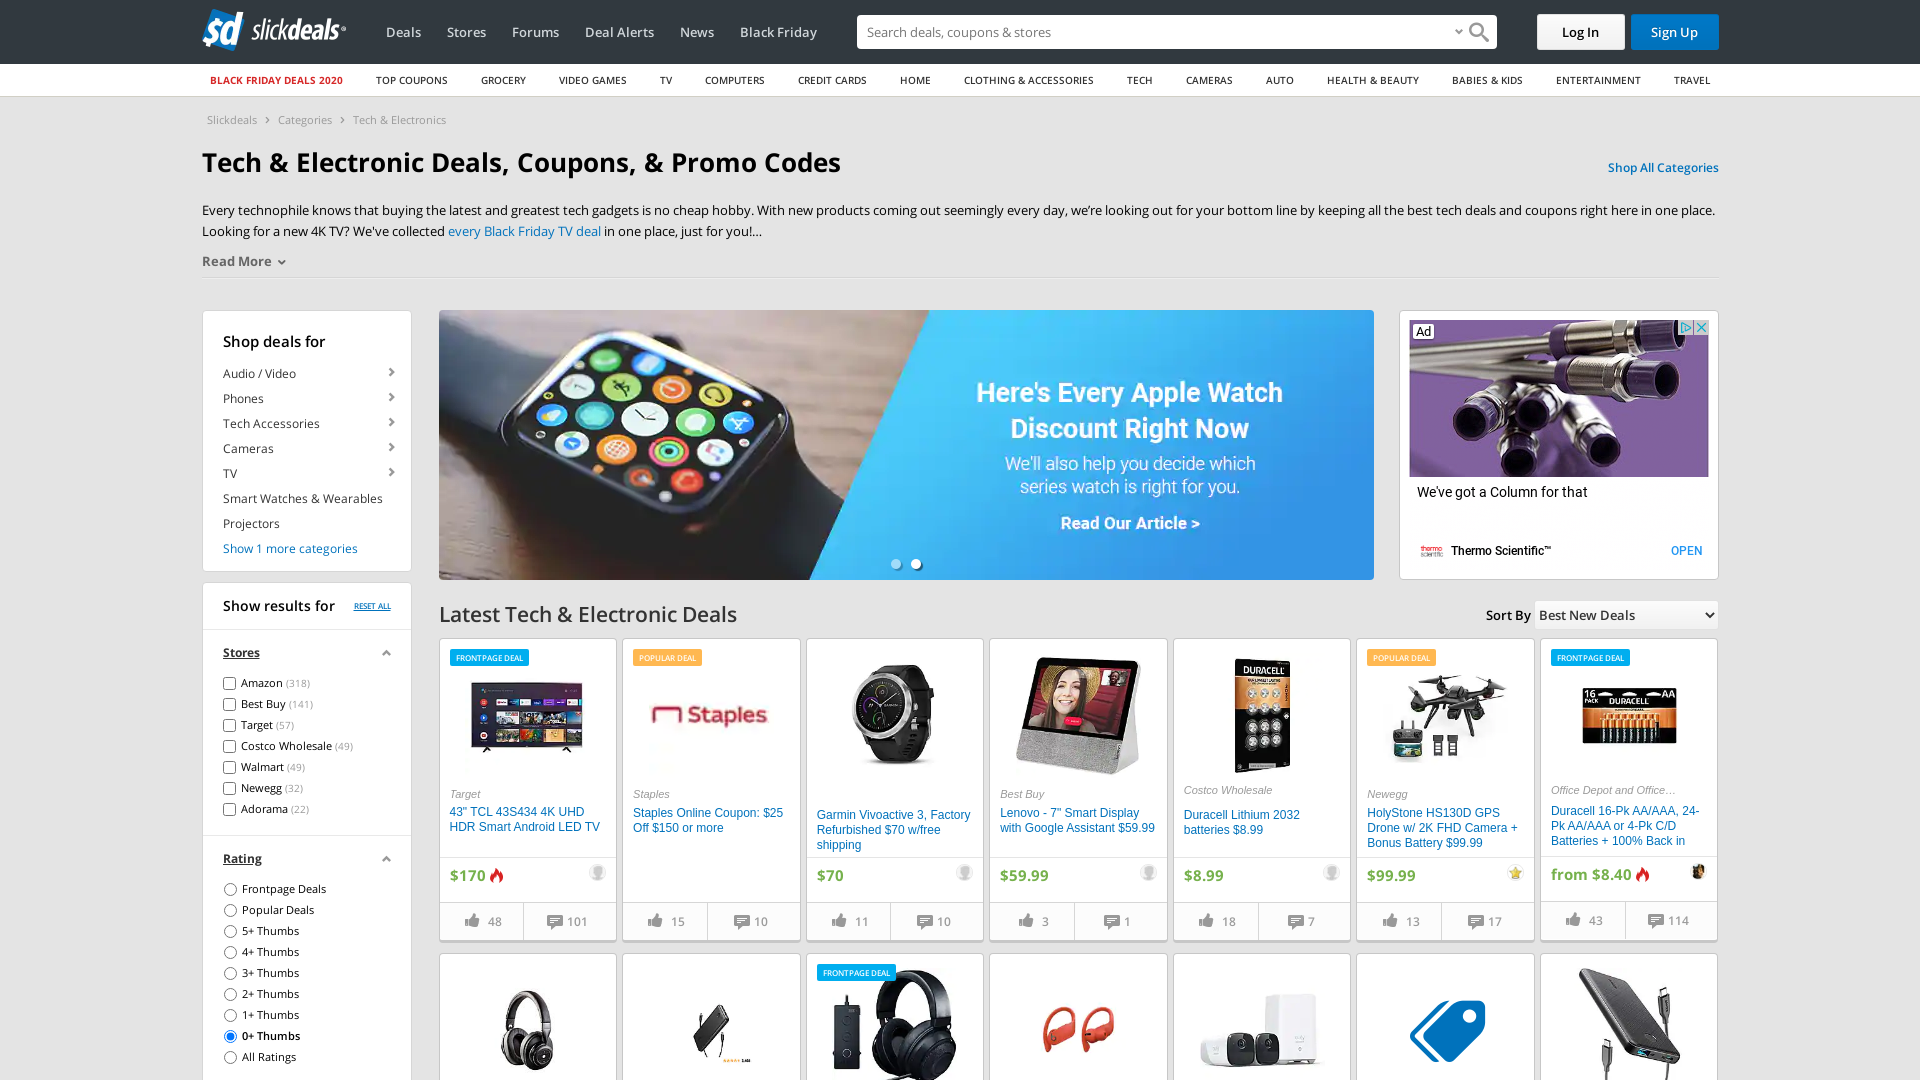 slickdeals
Deals
Stores
Forums
Deal Alerts
News
Black Friday
Search deals, coupons & stores
Log In
Sign Up
BLACK FRIDAY DEALS 2020
TOP COUPONS
GROCERY
VIDEO GAMES
TV
COMPUTERS
CREDIT CARDS
HOME
CLOTHING & ACCESSORIES
TECH
CAMERAS
AUTO
HEALTH & BEAUTY
BABIES & KIDS
ENTERTAINMENT
TRAVEL
Slickdeals
Categories
Tech & Electronics
Tech & Electronic Deals, Coupons, & Promo Codes
Shop All Categories
Every technophile knows that buying the latest and greatest tech gadgets is no cheap hobby. With new products coming out seemingly every day, we’re looking out for your bottom line by keeping all the best tech deals and coupons right here in one place.
Looking for a new 4K TV? We've collected every Black Friday TV deal in one place, just for you!...
Read More
Shop deals for
Audio / Video
Phones
Tech Accessories
Cameras
TV
Smart Watches & Wearables
Projectors
Show 1 more categories
Show results for
RESET ALL
Stores
Amazon (318)
Best Buy (141)
Target (57)
Costco Wholesale (49)
Walmart (49)
Newegg (32)
Adorama (22)
Rating
Frontpage Deals
Popular Deals
5+ Thumbs
4+ Thumbs
3+ Thumbs
2+ Thumbs
1+ Thumbs
0+ Thumbs
All Ratings
Here's Every Apple Watch
Discount Right Now
We'll also help you decide which
series watch is right for you.
Read Our Article >
Ad
We've got a Column for that
thermo
scientific
Thermo Scientific™
OPEN
Latest Tech & Electronic Deals
Sort By
Best New Deals
FRONTPAGE DEAL
Target
43" TCL 43S434 4K UHD
HDR Smart Android LED TV
$170
48
101
POPULAR DEAL
Staples
Staples
Staples Online Coupon: $25
Off $150 or more
15
10
Garmin Vivoactive 3, Factory
Refurbished $70 w/free
shipping
$70
11
10
Best Buy
Lenovo - 7" Smart Display
with Google Assistant $59.99
$59.99
3
1
DURACELL
Costco Wholesale
Duracell Lithium 2032
batteries $8.99
$8.99
18
7
POPULAR DEAL
Newegg
HolyStone HS130D GPS
Drone w/ 2K FHD Camera +
Bonus Battery $99.99
$99.99
13
17
FRONTPAGE DEAL
16
PACK
DURACELL
AA
Office Depot and Office...
Duracell 16-Pk AA/AAA, 24-
Pk AA/AAA or 4-Pk C/D
Batteries + 100% Back in
from $8.40
43
114
FRONTPAGE DEAL